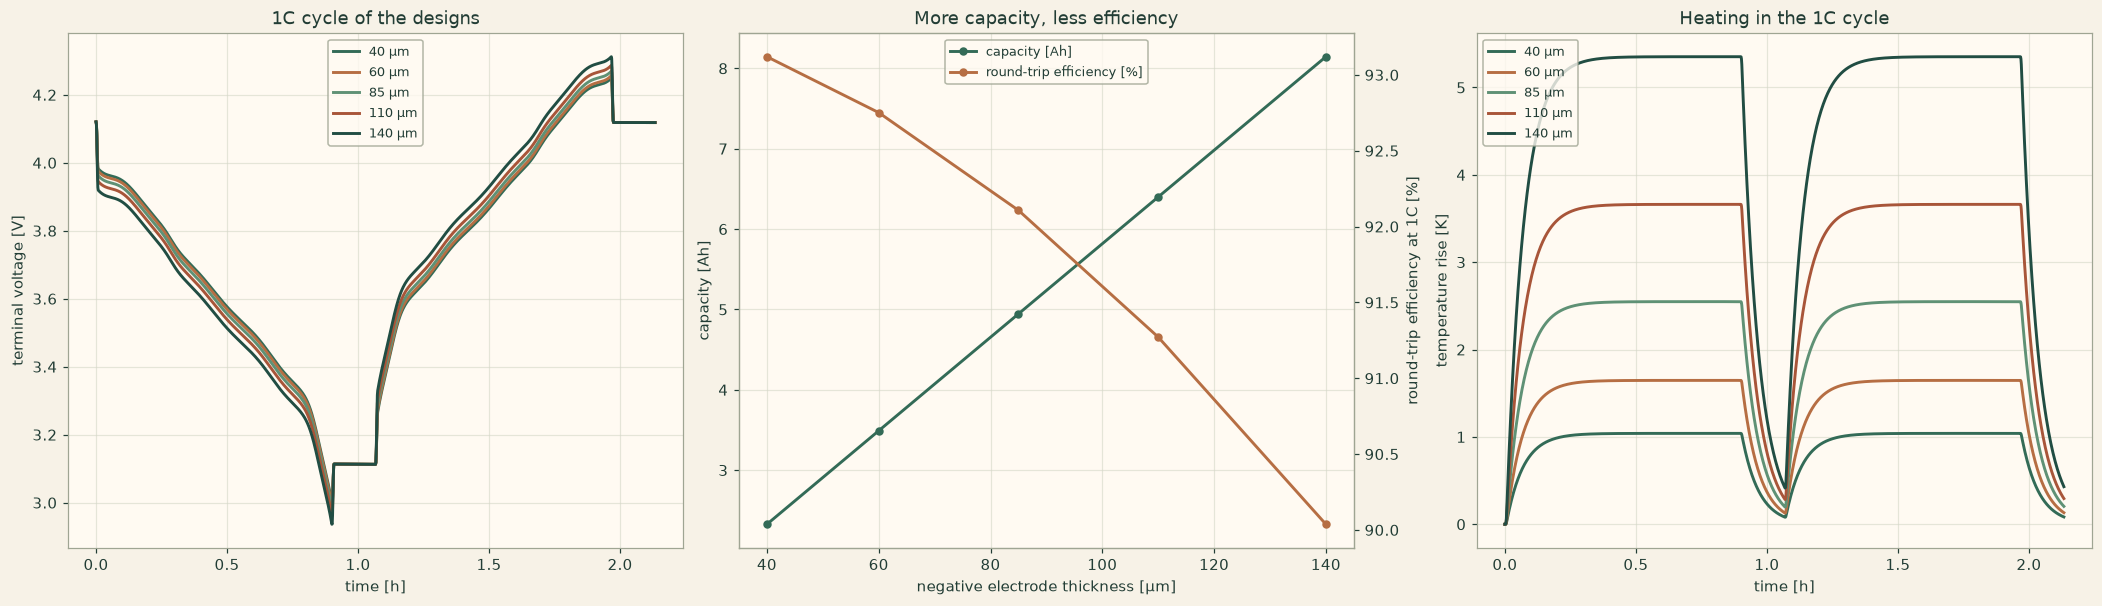 1C cycle of the designs
terminal voltage [V]
4.2
4.0
3.8
3.6
3.4
3.2
3.0
40 µm
60 µm
85 µm
110 µm
140 µm
0.0
0.5
1.0
1.5
2.0
time [h]
More capacity, less efficiency
capacity [Ah]
8
7
6
5
4
3
capacity [Ah]
round-trip efficiency [%]
40
60
80
100
120
140
negative electrode thickness [µm]
93.0
92.5
92.0
91.5
91.0
90.5
90.0
round-trip efficiency at 1C [%]
Heating in the 1C cycle
temperature rise [K]
5
4
3
2
1
0
40 µm
60 µm
85 µm
110 µm
140 µm
0.0
0.5
1.0
1.5
2.0
time [h]